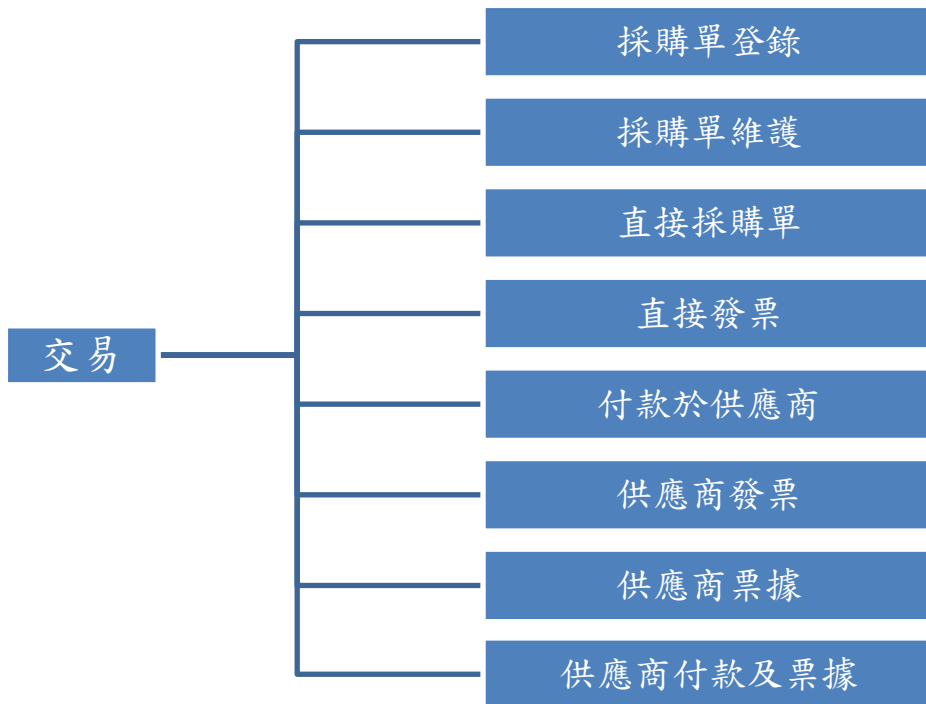 交易
採購單登錄
採購單維護
直接採購單
直接發票
付款於供應商
供應商發票
供應商票據
供應商付款及票據